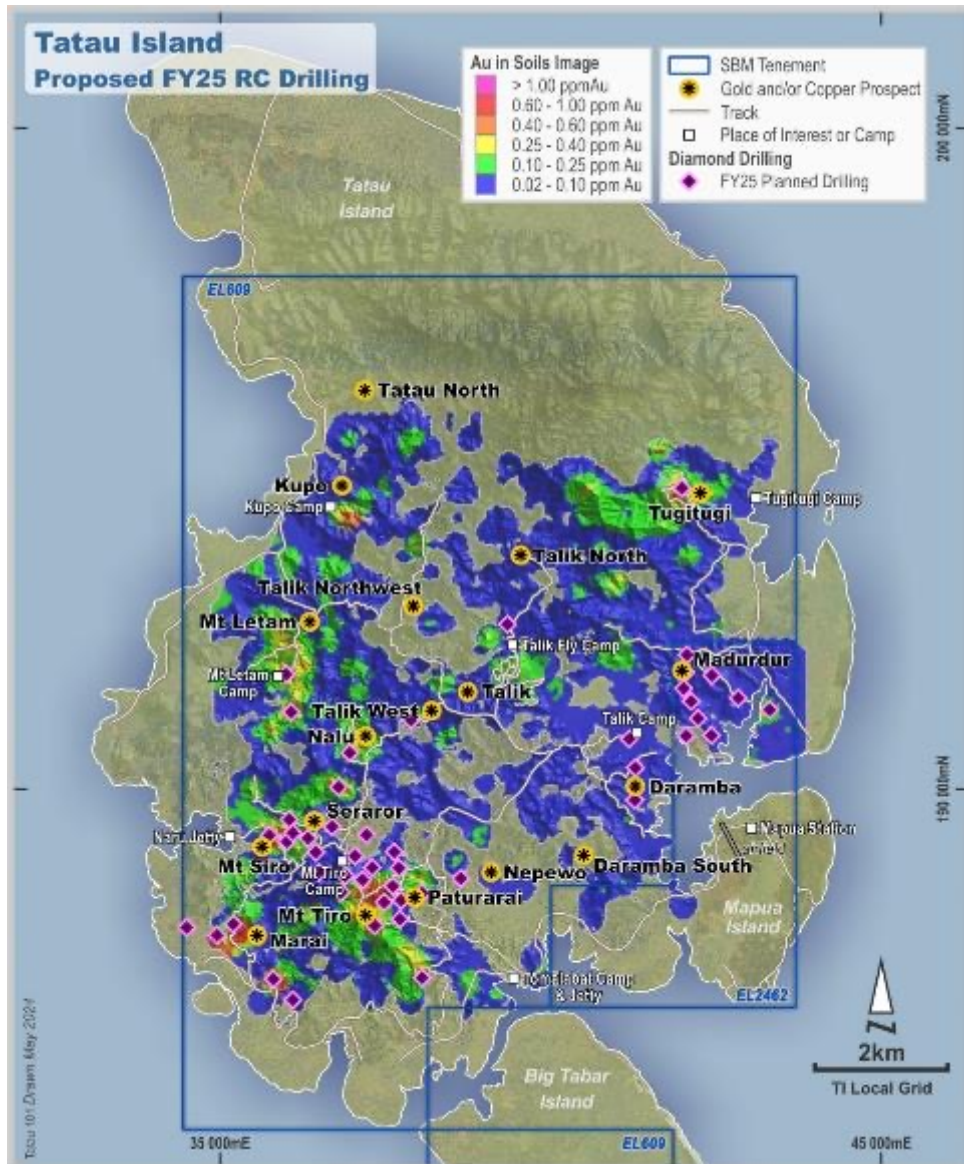 Tatau Island
Proposed FY25 RC Drilling
Au in Soils Image
> 1.00 ppmAu
0.60 - 1.00 ppm Au
0.40 - 0.60 ppm Au
0.25 - 0.40 ppm Au
0.10 - 0.25 ppm Au
0.02 - 0.10 ppm Au
SBM Tenement
Gold and/or Copper Prospect
Track
Place of Interest or Camp
Diamond Drilling
FY25 Planned Drilling
200 000mN
Tatau
Island
EL609
Tatau North
Kupo
Kupo Camp
Tugitugi Camp
Tugitugi
Talik North
Talik Northwest
Mt Letam
Talik Fly Camp
Madurdur
Mt Letam
Camp
Talik
Talik West
Talik Camp
Nalu
Daramba
190 000mN
Seraror
Jetty
Mapua Station
airfield
Mt Siro
Mt Tiro
Camp
Daramba South
Nepewo
Paturarai
Mapua
Island
Mt Tiro
Marai
Camp
& Jetty
EL2462
2km
TI Local Grid
Big Tabar
Island
Drawn May 2024
35 000mE
EL609
45 000mE